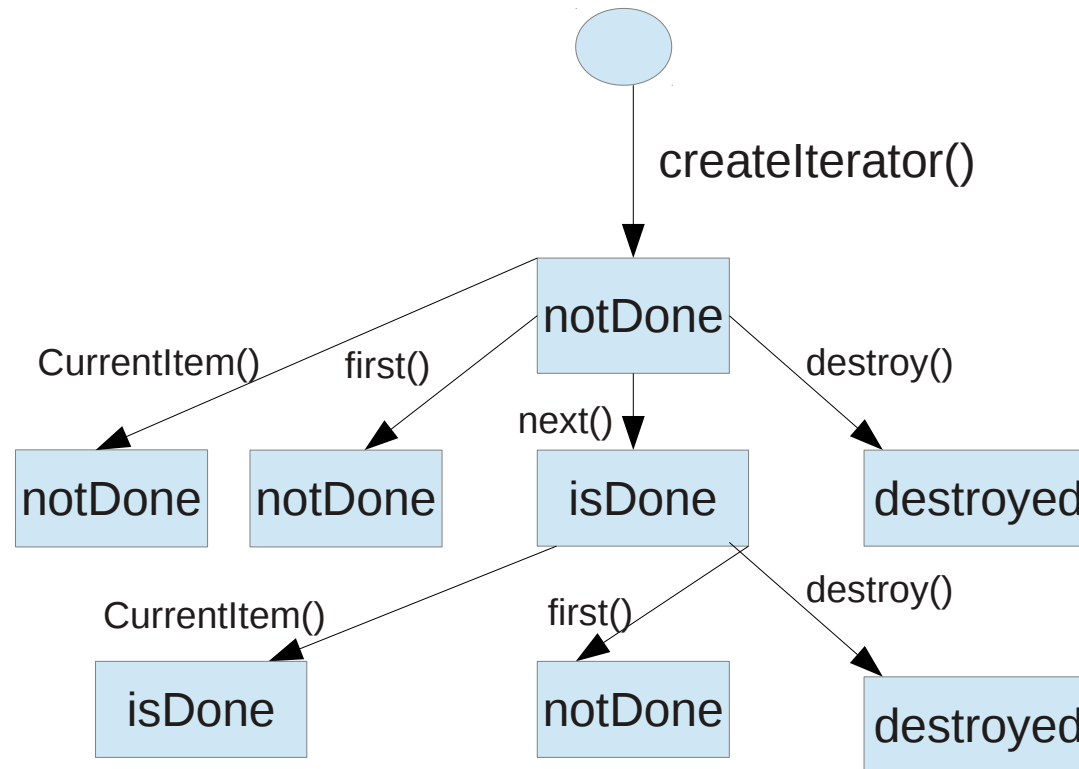 createIterator()
notDone
CurrentItem()
first()
destroy()
next()
notDone
notDone
isDone
destroyed
CurrentItem()
first()
destroy()
isDone
notDone
destroyed